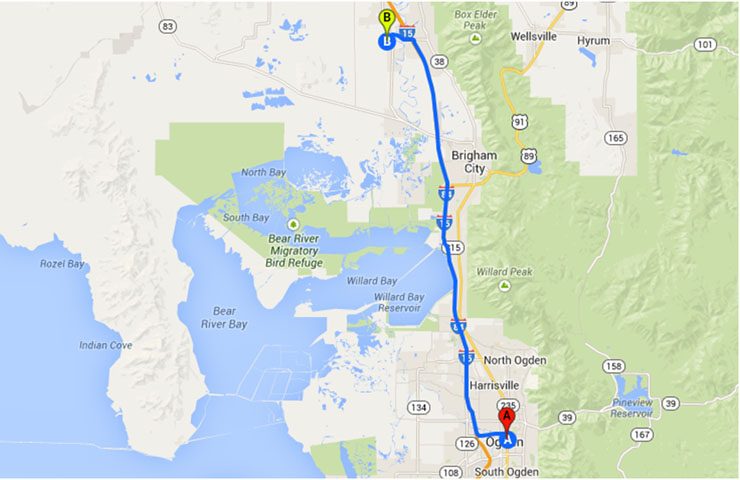 B
Box Elder
Peak
89
83
B
15
Wellsville
Hyrum
101
38
91
165
89
Brigham
City
North Bay
84
South Bay
15
Bear River
Migratory
Bird Refuge
315
Rozel Bay
Willard Peak
Willard Bay
Willard Bay
Reservoir
Bear
River Bay
84
Indian Cove
15
North Ogden
158
Harrisville
Pineview
Reservoir
134
235
39
A
39
167
126
A
South Ogden
108